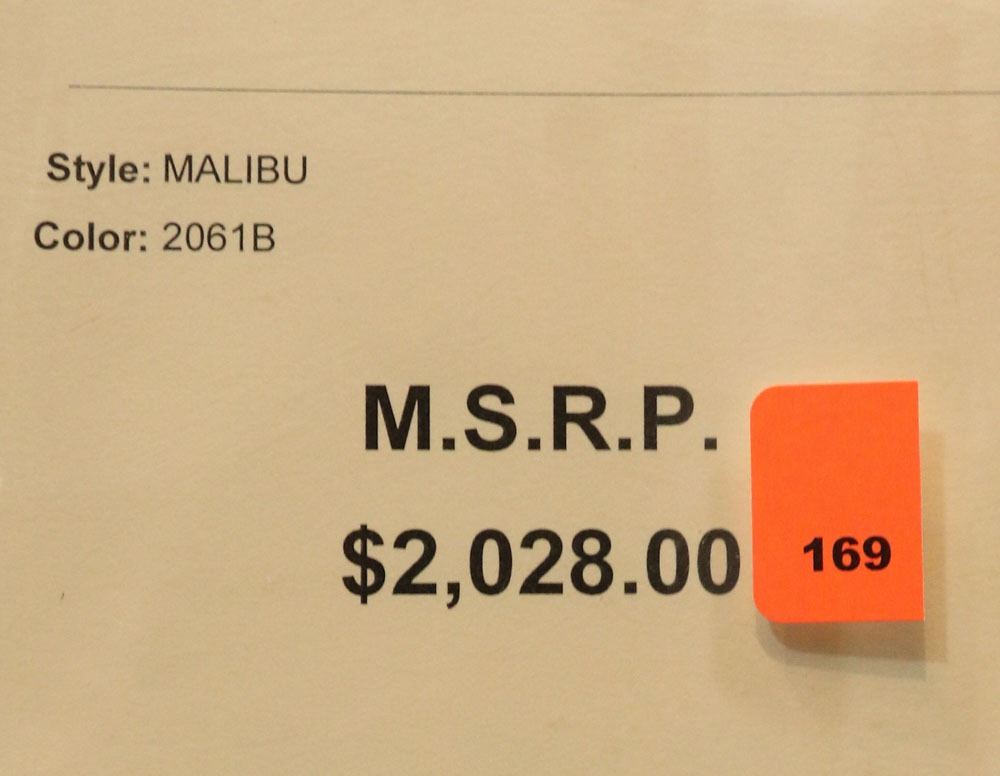 Style: MALIBU
Color: 2061B
M.S.R.P.
$2,028.00
169